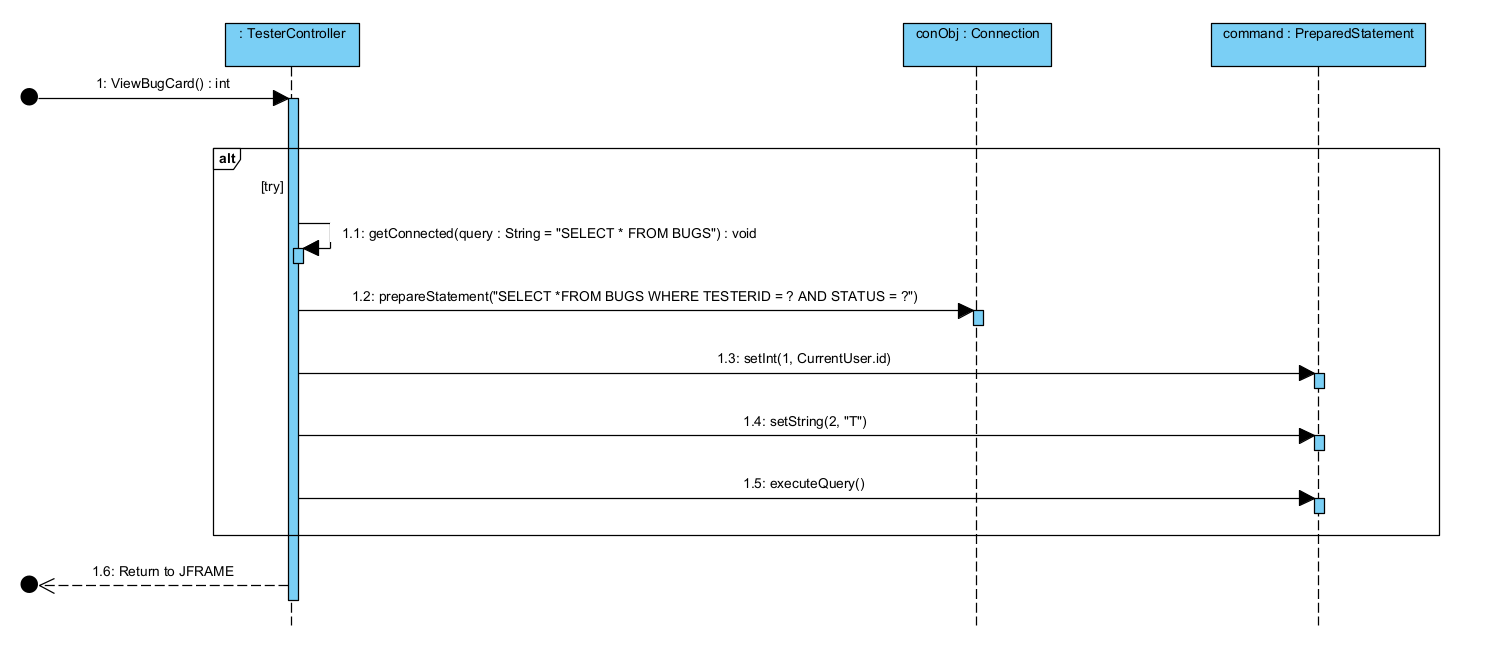 : TesterController
conObj : Connection
command : PreparedStatement
1: ViewBugCard() : int
alt
[try]
1.1: getConnected(query : String = "SELECT * FROM BUGS") : void
1.2: prepareStatement("SELECT *FROM BUGS WHERE TESTERID = ? AND STATUS = ?")
1.3: setInt(1, CurrentUser.id)
1.4: setString(2, "T")
1.5: executeQuery()
1.6: Return to JFRAME